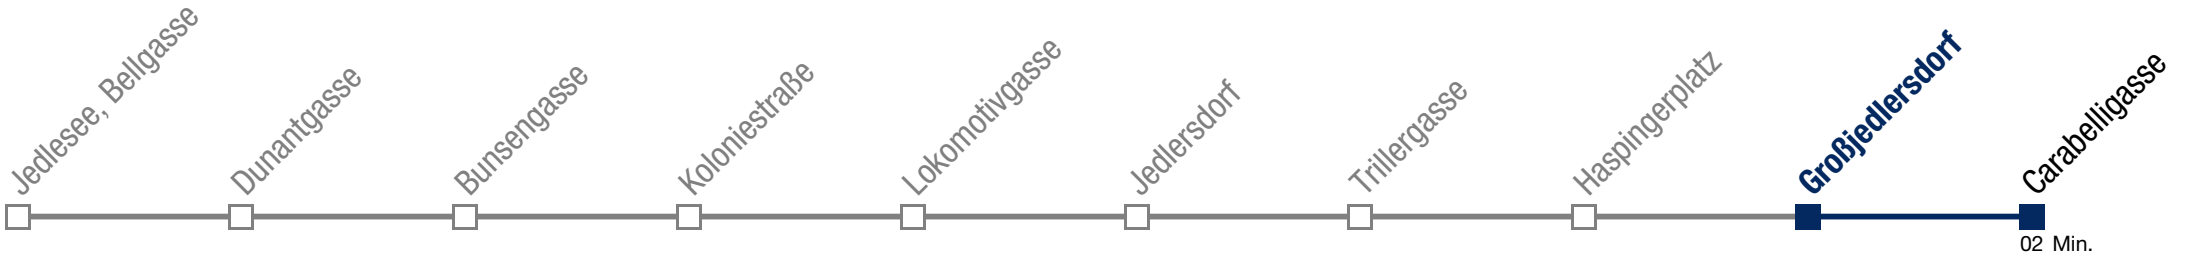 Jedlesee, Bellgasse
Dunantgasse
Bunsengasse
Koloniestraße
Lokomotivgasse
Jedlersdorf
Trillergasse
Haspingerplatz
Großjedlersdorf
Carabelligasse
02 Min.